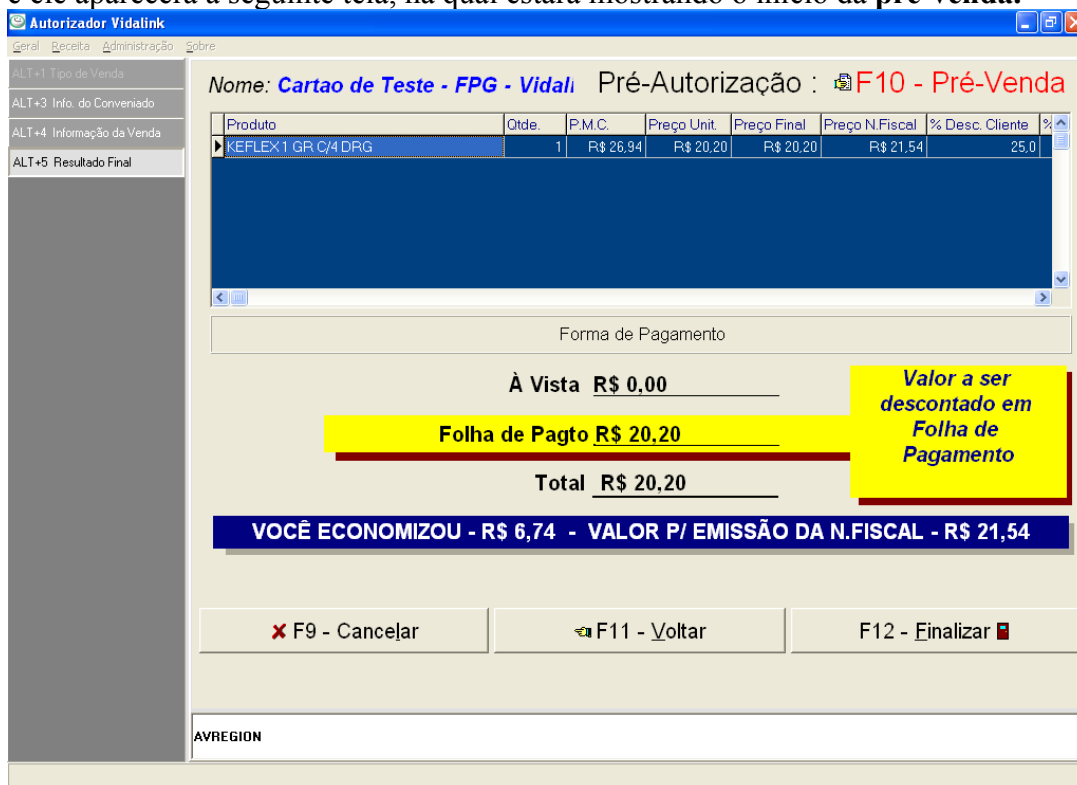 e ele aparecerá a seguinte tela, na qual estará mostrando o início da pré-venda.
Autorizador Vidalink
Geral Receita Administração Sobre
ALT+1 Tipo de Venda
ALT+3 Info. do Conveniado
ALT+4 Informação da Venda
ALT+5 Resultado Final
Nome: Cartao de Teste - FPG - Vidali Pré-Autorização : F10 - Pré-Venda
Produto Qtde. P.M.C. Preço Unit. Preço Final Preço N.Fiscal % Desc. Cliente %
KEFLEX 1 GR C/4 DRG 1 R$ 26,94 R$ 20,20 R$ 20,20 R$ 21,54 25,0
Forma de Pagamento
À Vista R$ 0,00
Folha de Pagto R$ 20,20
Total R$ 20,20
Valor a ser
descontado em
Folha de
Pagamento
VOCÊ ECONOMIZOU - R$ 6,74 - VALOR P/ EMISSÃO DA N.FISCAL - R$ 21,54
F9 - Cancelar F11 - Voltar F12 - Finalizar
AVREGION